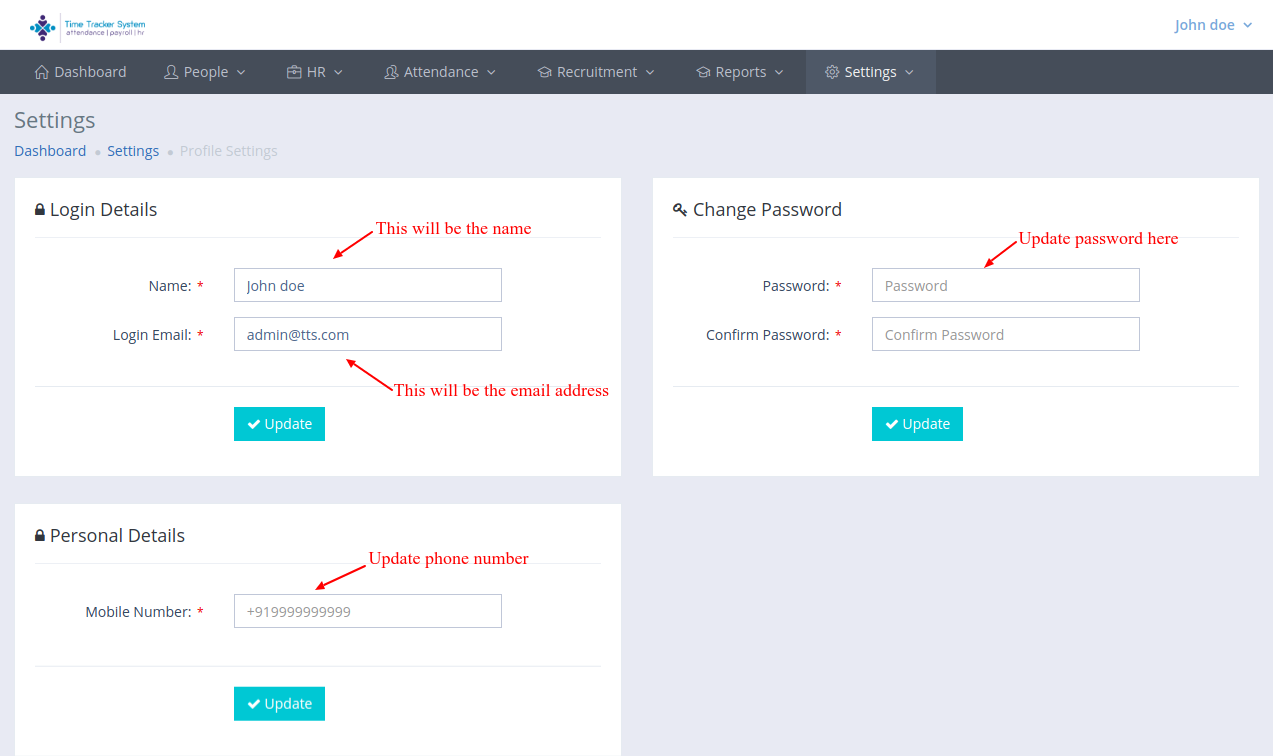 Time Tracker System
attendance | payroll | hr
John doe
Dashboard People HR Attendance Recruitment Reports Settings
Settings
Dashboard Settings Profile Settings
Login Details
This will be the name
Name: *
John doe
Login Email: *
admin@tts.com
This will be the email address
Update
Change Password
Update password here
Password: *
Password
Confirm Password: *
Confirm Password
Update
Personal Details
Update phone number
Mobile Number: *
+919999999999
Update